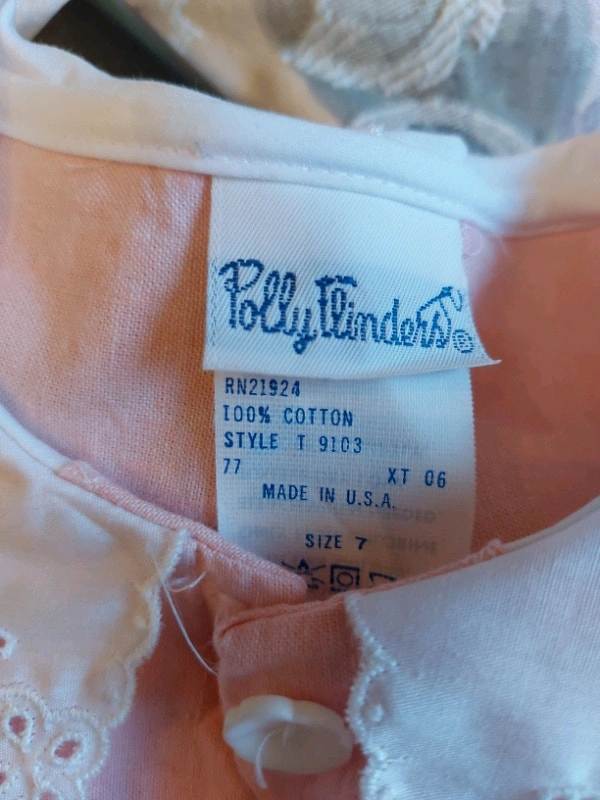 Polly Flinders®
RN21924
100% COTTON
STYLE T 9103
77 XT 06
MADE IN U.S.A.
SIZE 7